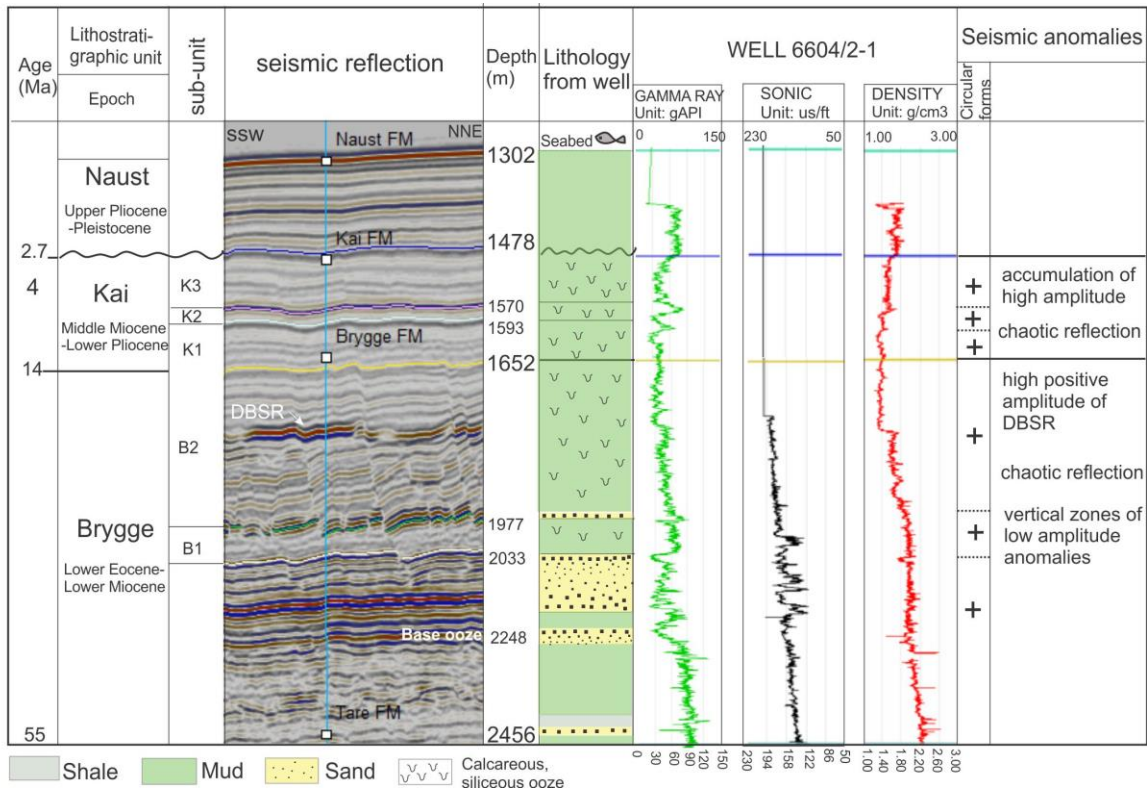 Age
(Ma)
Lithostrati-
graphic unit
Epoch
sub-unit
seismic reflection
Depth
(m)
Lithology
from well
WELL 6604/2-1
GAMMA RAY
Unit: gAPI
0 150
SONIC
Unit: us/ft
230 50
DENSITY
Unit: g/cm3
1.00 3.00
Seismic anomalies
Circular
forms
SSW
NNE
Naust FM
Seabed
1302
Naust
Upper Pliocene
-Pleistocene
Kai FM
1478
2.7
4
Kai
Middle Miocene
-Lower Pliocene
K3
K2
K1
1570
1593
Brygge FM
1652
14
+
+
+
accumulation of
high amplitude
chaotic reflection
DBSR
B2
B1
Brygge
Lower Eocene-
Lower Miocene
1977
2033
Base ooze
2248
Tare FM
55
2456
+
+
+
high positive
amplitude of
DBSR
chaotic reflection
vertical zones of
low amplitude
anomalies
0 30 60 90 120 150
230 194 158 122 86 50
1.00 1.40 1.80 2.20 2.60 3.00
Shale
Mud
Sand
Calcareous,
siliceous ooze